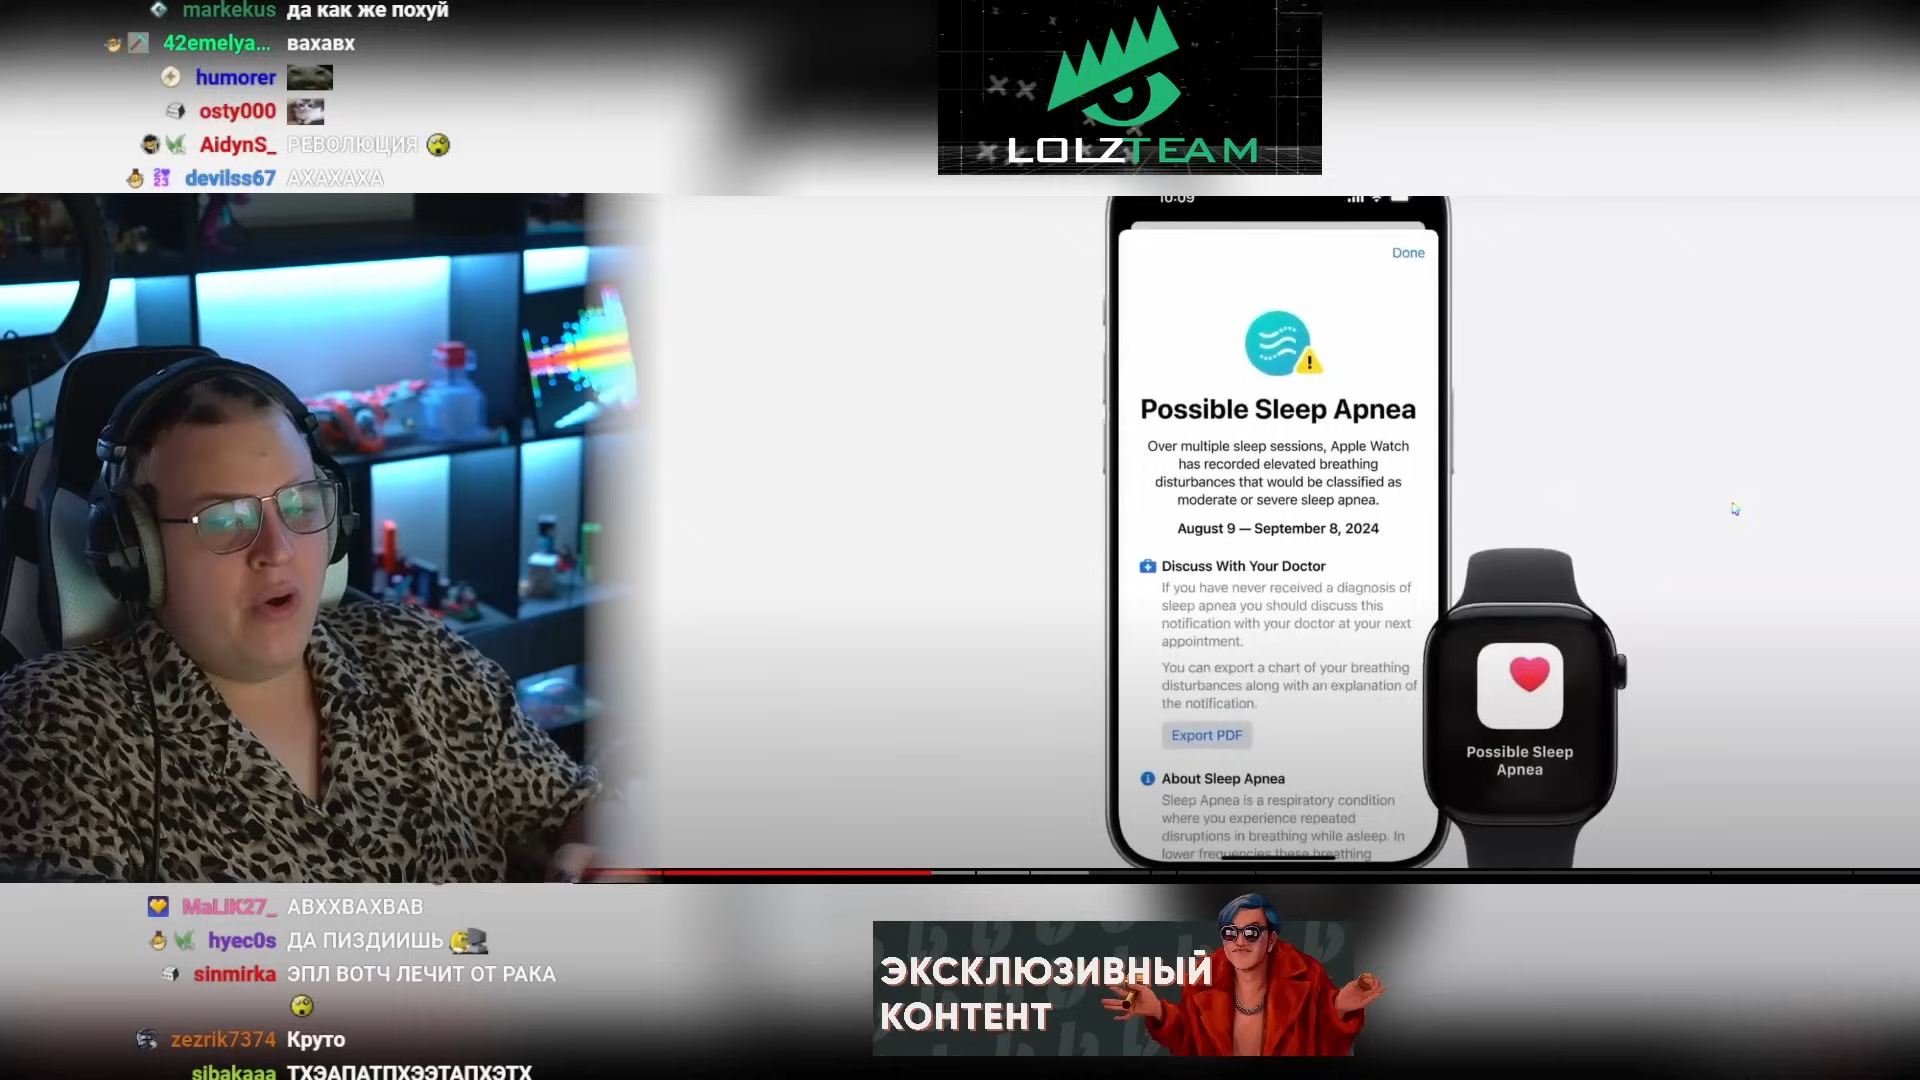 markekus да как же похуй
42emelya... вахавх
humorer
osty000
AidynS_ РЕВОЛЮЦИЯ
devilss67 АХАХАХА
LOLZTEAM
10:09
Done
Possible Sleep Apnea
Over multiple sleep sessions, Apple Watch
has recorded elevated breathing
disturbances that would be classified as
moderate or severe sleep apnea.
August 9 — September 8, 2024
Discuss With Your Doctor
If you have never received a diagnosis of
sleep apnea you should discuss this
notification with your doctor at your next
appointment.
You can export a chart of your breathing
disturbances along with an explanation of
the notification.
Export PDF
About Sleep Apnea
Sleep Apnea is a respiratory condition
where you experience repeated
disruptions in breathing while asleep. In
lower frequencies these breathing
Possible Sleep
Apnea
MaLiK27_ АВХХВАХВАВ
hyec0s ДА ПИЗДИИШЬ
sinmirka ЭПЛ ВОТЧ ЛЕЧИТ ОТ РАКА
zezrik7374 Круто
sibakaaa ТХЭАПАТПХЭЭТАПХЭТХ
ЭКСКЛЮЗИВНЫЙ
КОНТЕНТ